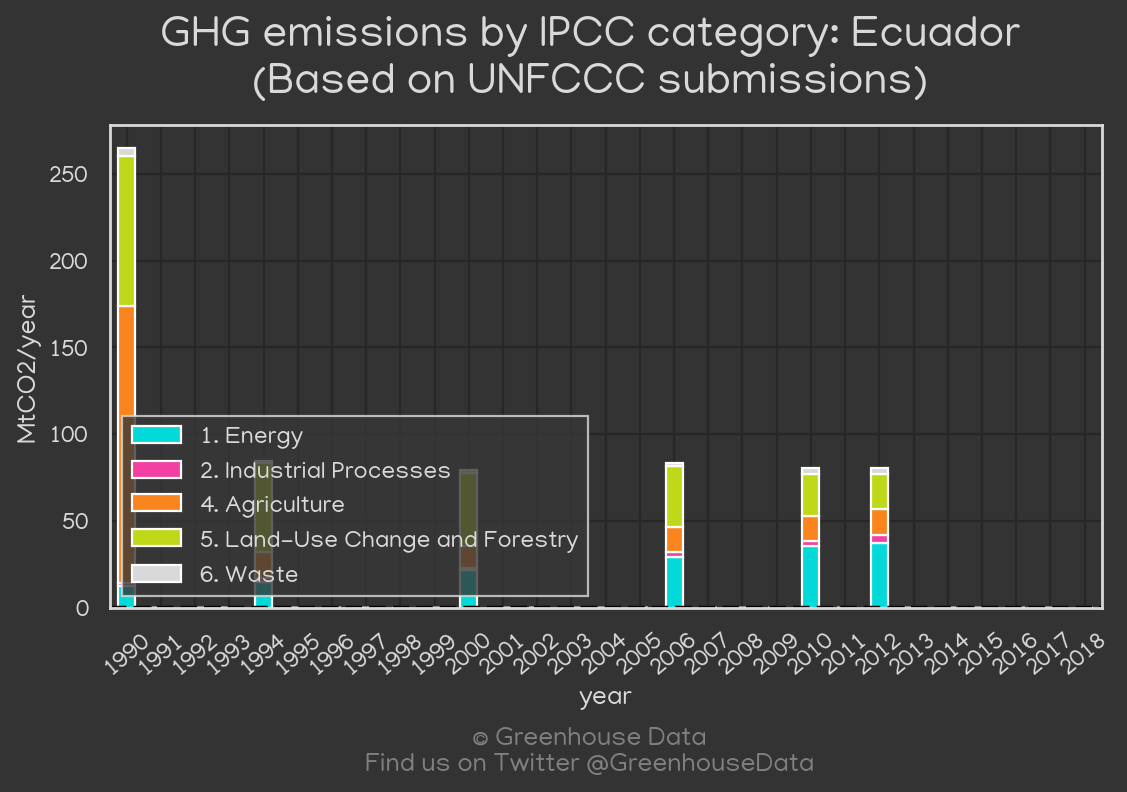 GHG emissions by IPCC category: Ecuador
(Based on UNFCCC submissions)
MtCO2/year
250
200
150
100
50
0
1. Energy
2. Industrial Processes
4. Agriculture
5. Land-Use Change and Forestry
6. Waste
1990 1991 1992 1993 1994 1995 1996 1997 1998 1999 2000 2001 2002 2003 2004 2005 2006 2007 2008 2009 2010 2011 2012 2013 2014 2015 2016 2017 2018
year
© Greenhouse Data
Find us on Twitter @GreenhouseData